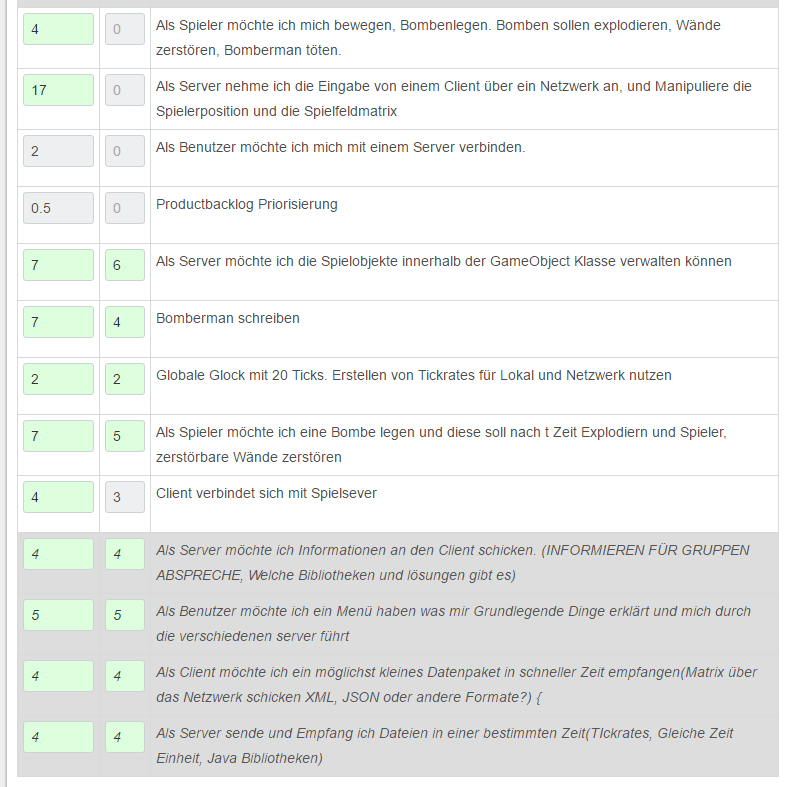 4 0 Als Spieler möchte ich mich bewegen, Bombenlegen. Bomben sollen explodieren, Wände
zerstören, Bomberman töten.
17 0 Als Server nehme ich die Eingabe von einem Client über ein Netzwerk an, und Manipuliere die
Spielerposition und die Spielfeldmatrix
2 0 Als Benutzer möchte ich mich mit einem Server verbinden.
0.5 0 Productbacklog Priorisierung
7 6 Als Server möchte ich die Spielobjekte innerhalb der GameObject Klasse verwalten können
7 4 Bomberman schreiben
2 2 Globale Glock mit 20 Ticks. Erstellen von Tickrates für Lokal und Netzwerk nutzen
7 5 Als Spieler möchte ich eine Bombe legen und diese soll nach t Zeit Explodiern und Spieler,
zerstörbare Wände zerstören
4 3 Client verbindet sich mit Spielsever
4 4 Als Server möchte ich Informationen an den Client schicken. (INFORMIEREN FÜR GRUPPEN
ABSPRECHE, Welche Bibliotheken und lösungen gibt es)
5 5 Als Benutzer möchte ich ein Menü haben was mir Grundlegende Dinge erklärt und mich durch
die verschiedenen server führt
4 4 Als Client möchte ich ein möglichst kleines Datenpaket in schneller Zeit empfangen(Matrix über
das Netzwerk schicken XML, JSON oder andere Formate?) {
4 4 Als Server sende und Empfang ich Dateien in einer bestimmten Zeit(TIckrates, Gleiche Zeit
Einheit, Java Bibliotheken)